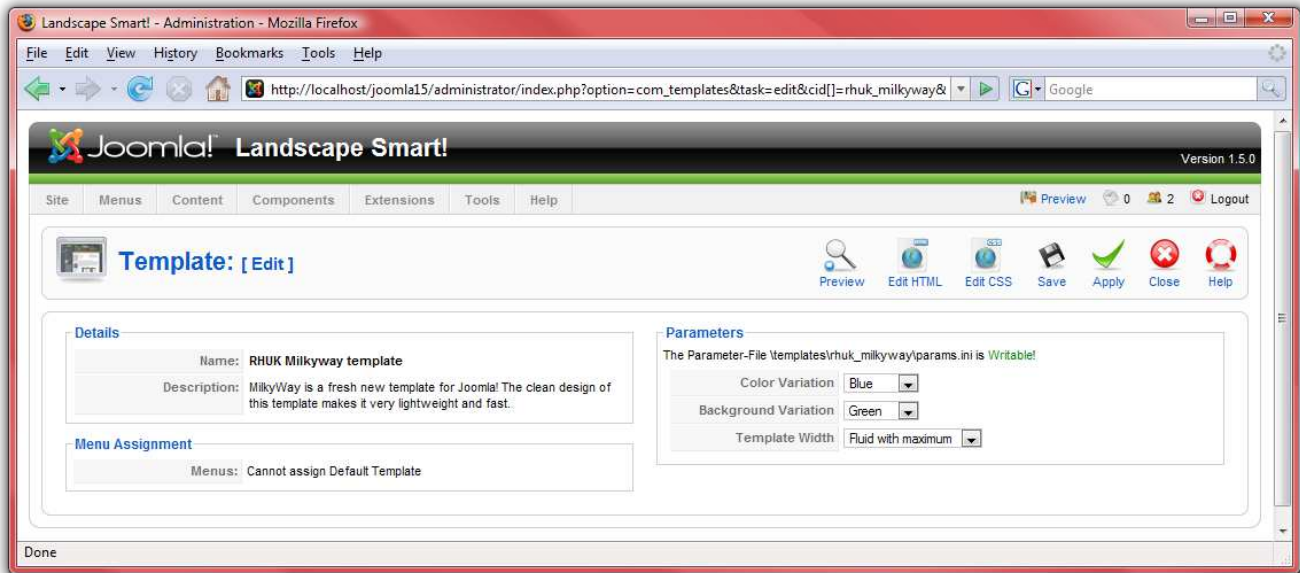 Landscape Smart! - Administration - Mozilla Firefox
File Edit View History Bookmarks Tools Help
http://localhost/joomla15/administrator/index.php?option=com_templates&task=edit&cid[]=rhuk_milkyway&
G Google
Joomla! Landscape Smart!
Version 1.5.0
Site Menus Content Components Extensions Tools Help Preview 0 2 Logout
Template: [ Edit ]
Preview Edit HTML Edit CSS Save Apply Close Help
Details
Name: RHUK Milkyway template
Description: MilkyWay is a fresh new template for Joomla! The clean design of
this template makes it very lightweight and fast.
Menu Assignment
Menus: Cannot assign Default Template
Parameters
The Parameter-File \templates\rhuk_milkyway\params.ini is Writable!
Color Variation Blue
Background Variation Green
Template Width Fluid with maximum
Done